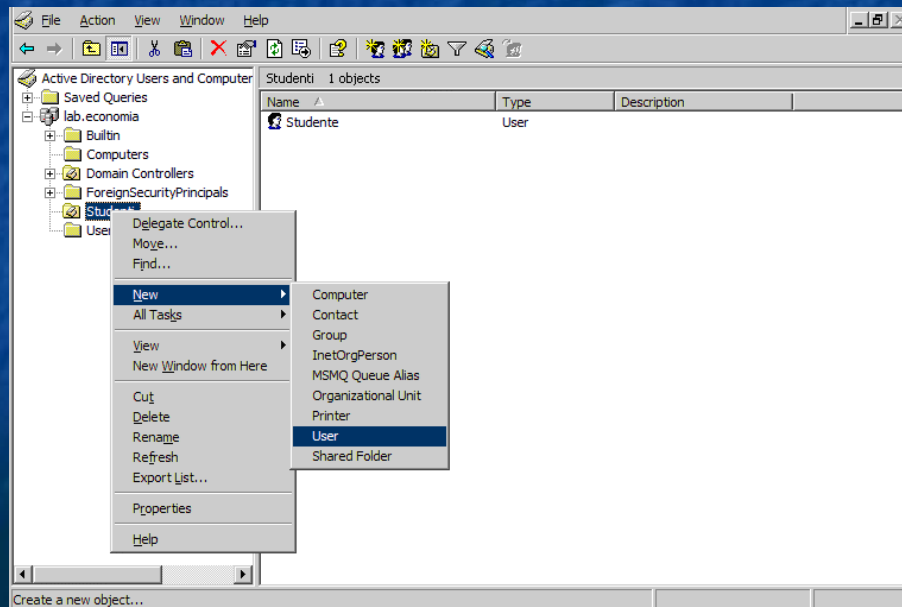 File Action View Window Help
Active Directory Users and Computer
Studenti 1 objects
Saved Queries
lab.economia
Builtin
Computers
Domain Controllers
ForeignSecurityPrincipals
Studenti
User
Name Type Description
Studente User
Delegate Control...
Move...
Find...
New
All Tasks
View
New Window from Here
Cut
Delete
Rename
Refresh
Export List...
Properties
Help
Computer
Contact
Group
InetOrgPerson
MSMQ Queue Alias
Organizational Unit
Printer
User
Shared Folder
Create a new object...